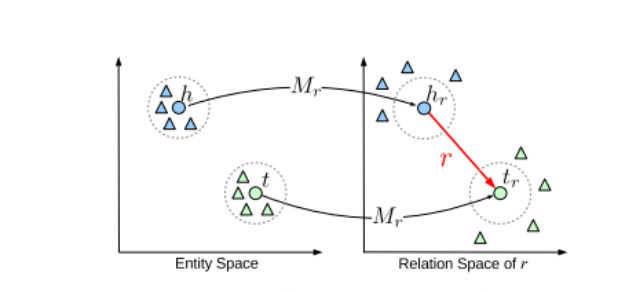 h
M_r
h_r
r
t
t_r
M_r
Entity Space
Relation Space of r